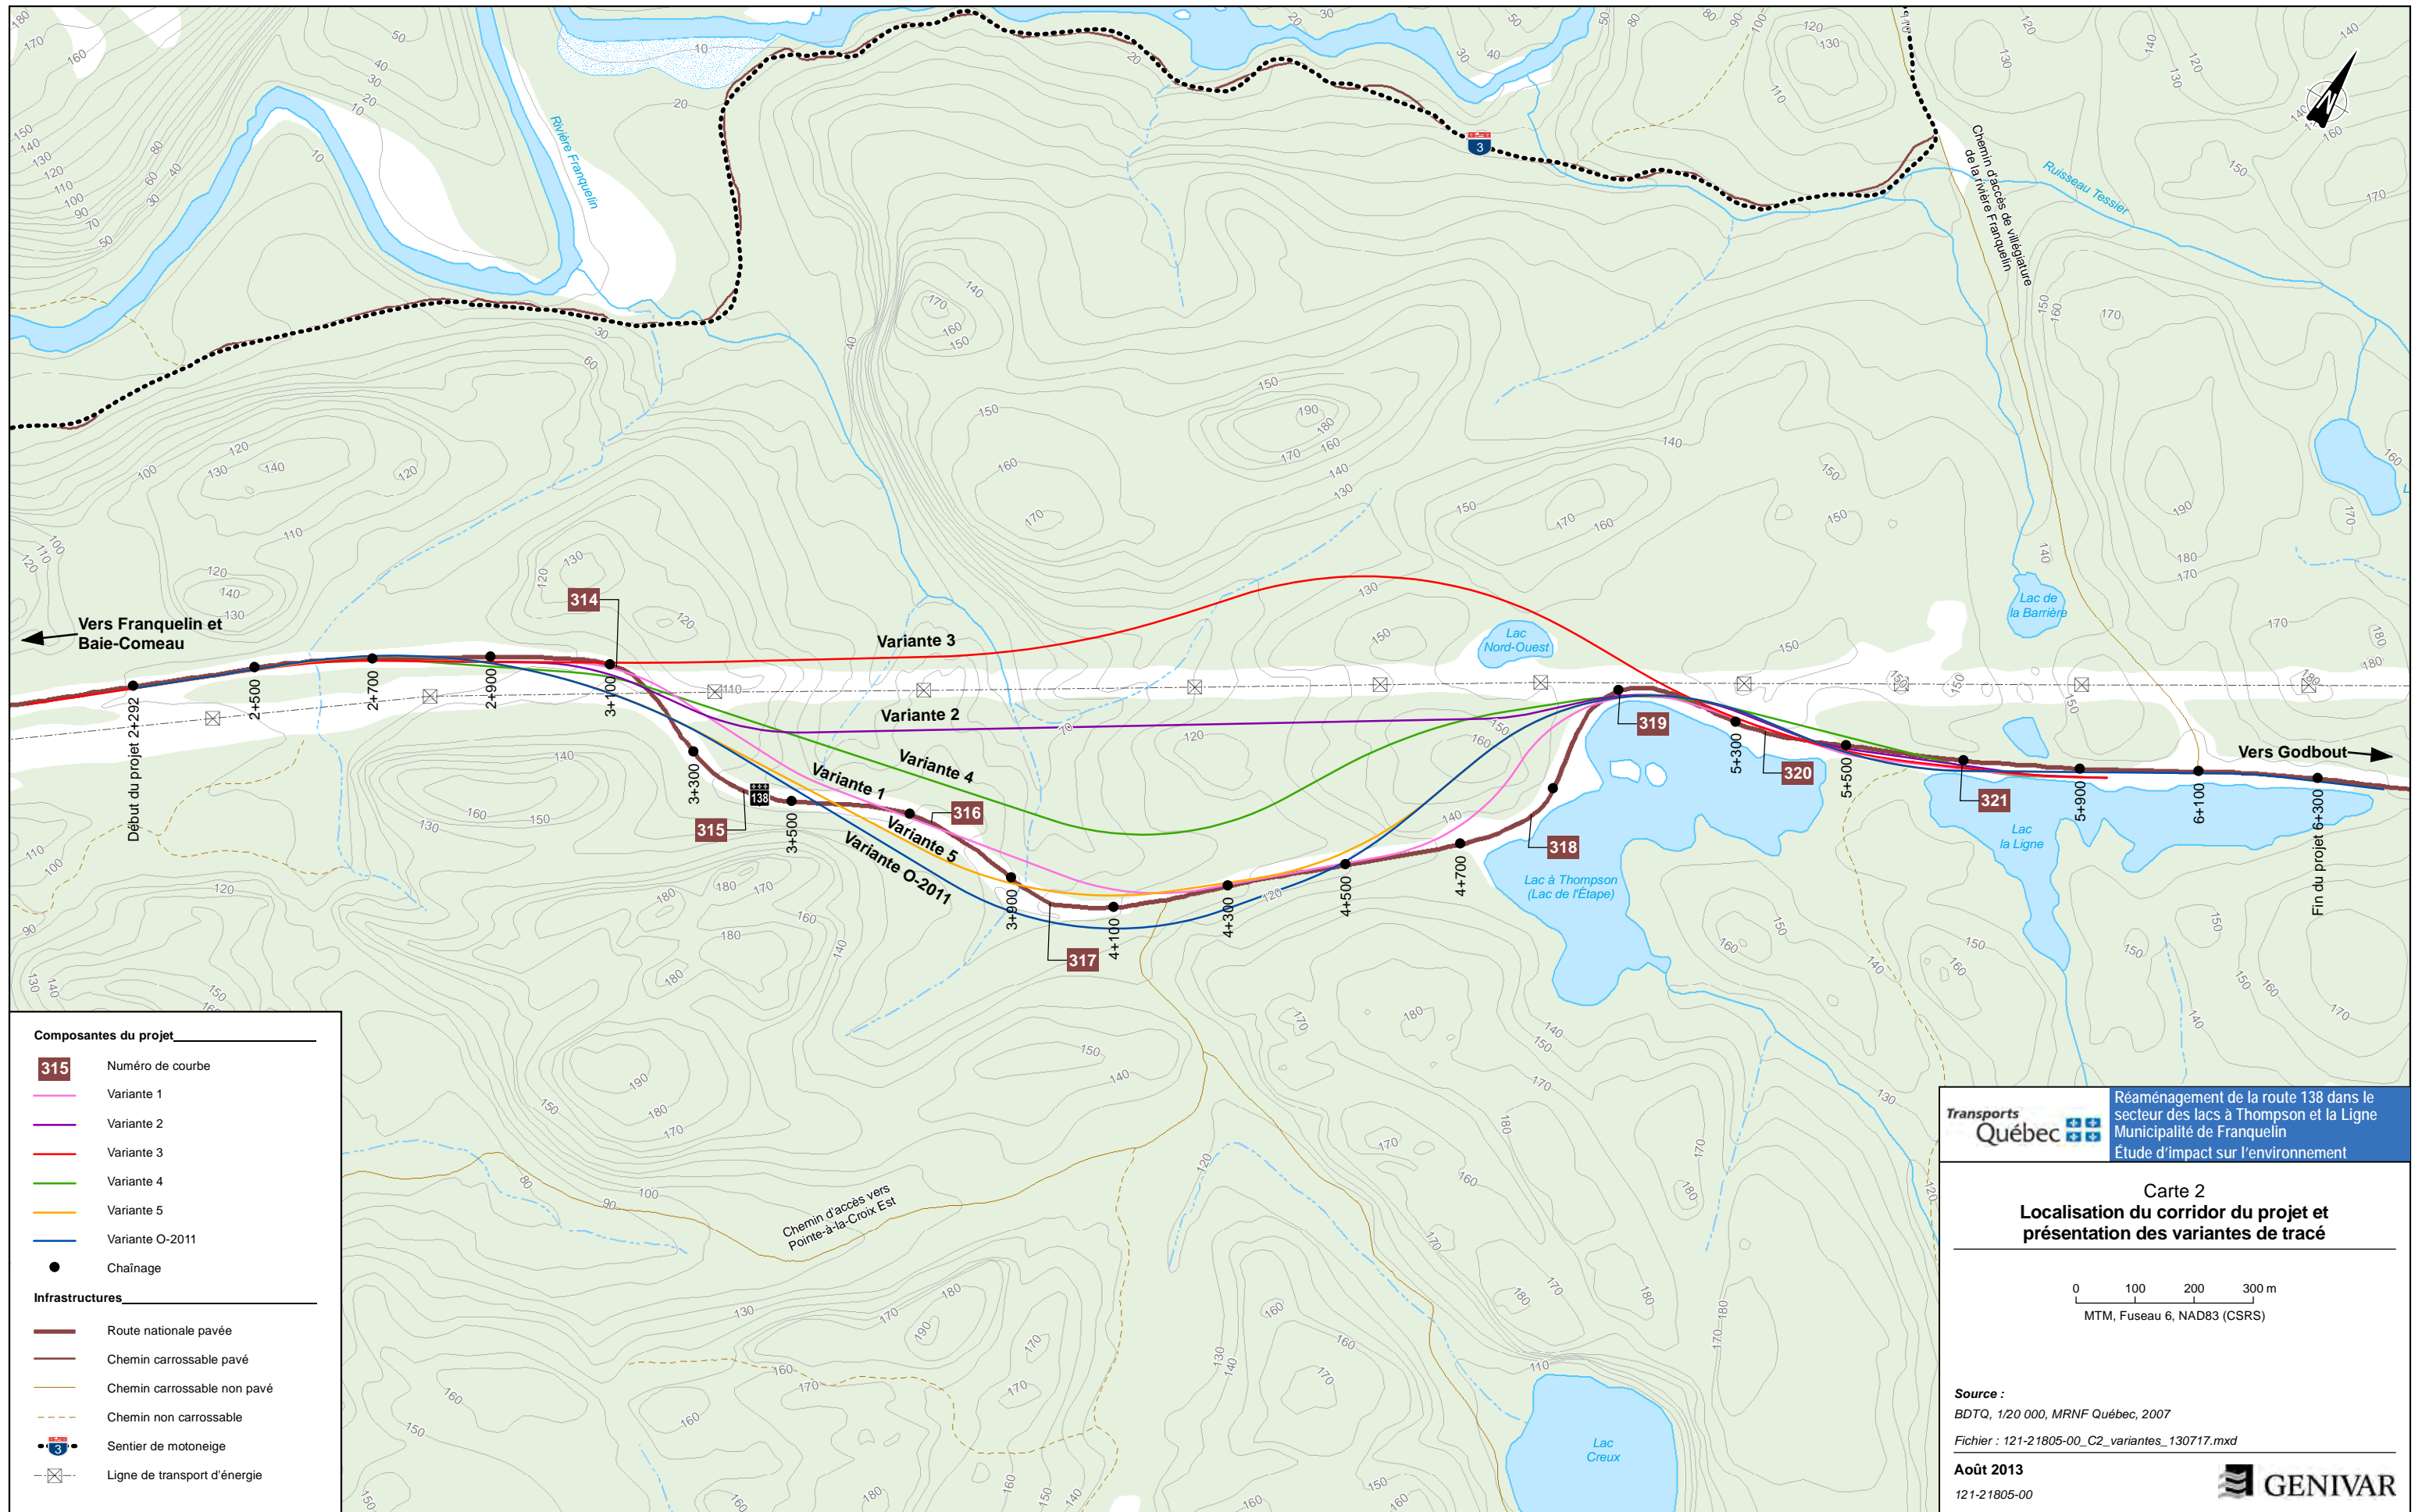 Rivière Franquelin
Chemin d'accès de villégiature
de la rivière Franquelin
Ruisseau Tessier
3
N
Lac de
la Barrière
L
Vers Franquelin et
Baie-Comeau
Vers Godbout
Lac
Nord-Ouest
Lac à Thompson
(Lac de l'Étape)
Lac
la Ligne
Lac
Creux
Chemin d'accès vers
Pointe-à-la-Croix Est
Variante 3
Variante 2
Variante 4
Variante 1
Variante 5
Variante O-2011
314
315
316
317
318
319
320
321
138
Début du projet 2+292
2+500
2+700
2+900
3+100
3+300
3+500
3+900
4+100
4+300
4+500
4+700
5+300
5+500
5+900
6+100
Fin du projet 6+300
Composantes du projet
315 Numéro de courbe
Variante 1
Variante 2
Variante 3
Variante 4
Variante 5
Variante O-2011
Chaînage
Infrastructures
Route nationale pavée
Chemin carrossable pavé
Chemin carrossable non pavé
Chemin non carrossable
3 Sentier de motoneige
Ligne de transport d'énergie
Transports
Québec
Réaménagement de la route 138 dans le
secteur des lacs à Thompson et la Ligne
Municipalité de Franquelin
Étude d'impact sur l'environnement
Carte 2
Localisation du corridor du projet et
présentation des variantes de tracé
0 100 200 300 m
MTM, Fuseau 6, NAD83 (CSRS)
Source :
BDTQ, 1/20 000, MRNF Québec, 2007
Fichier : 121-21805-00_C2_variantes_130717.mxd
Août 2013
121-21805-00
GENIVAR